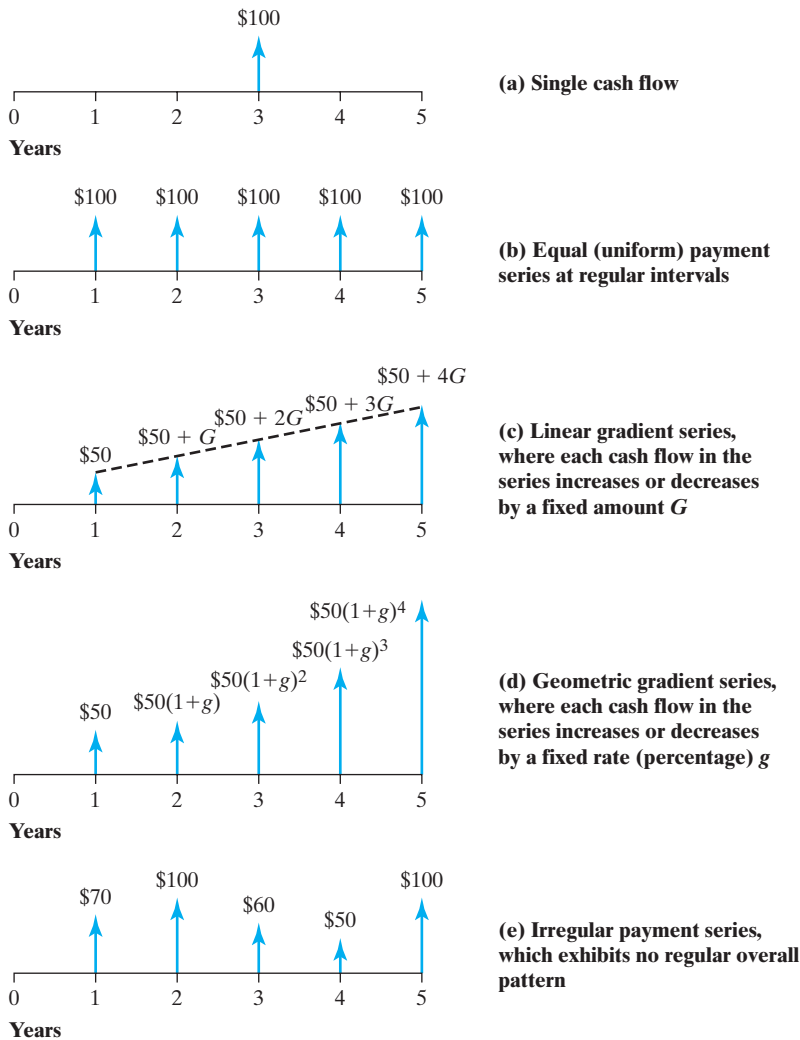 $100
(a) Single cash flow
0 1 2 3 4 5
Years
$100 $100 $100 $100 $100
(b) Equal (uniform) payment
series at regular intervals
0 1 2 3 4 5
Years
$50 $50 + G $50 + 2G $50 + 3G $50 + 4G
(c) Linear gradient series,
where each cash flow in the
series increases or decreases
by a fixed amount G
0 1 2 3 4 5
Years
$50 $50(1+g) $50(1+g)² $50(1+g)³ $50(1+g)⁴
(d) Geometric gradient series,
where each cash flow in the
series increases or decreases
by a fixed rate (percentage) g
0 1 2 3 4 5
Years
$70 $100 $60 $50 $100
(e) Irregular payment series,
which exhibits no regular overall
pattern
0 1 2 3 4 5
Years